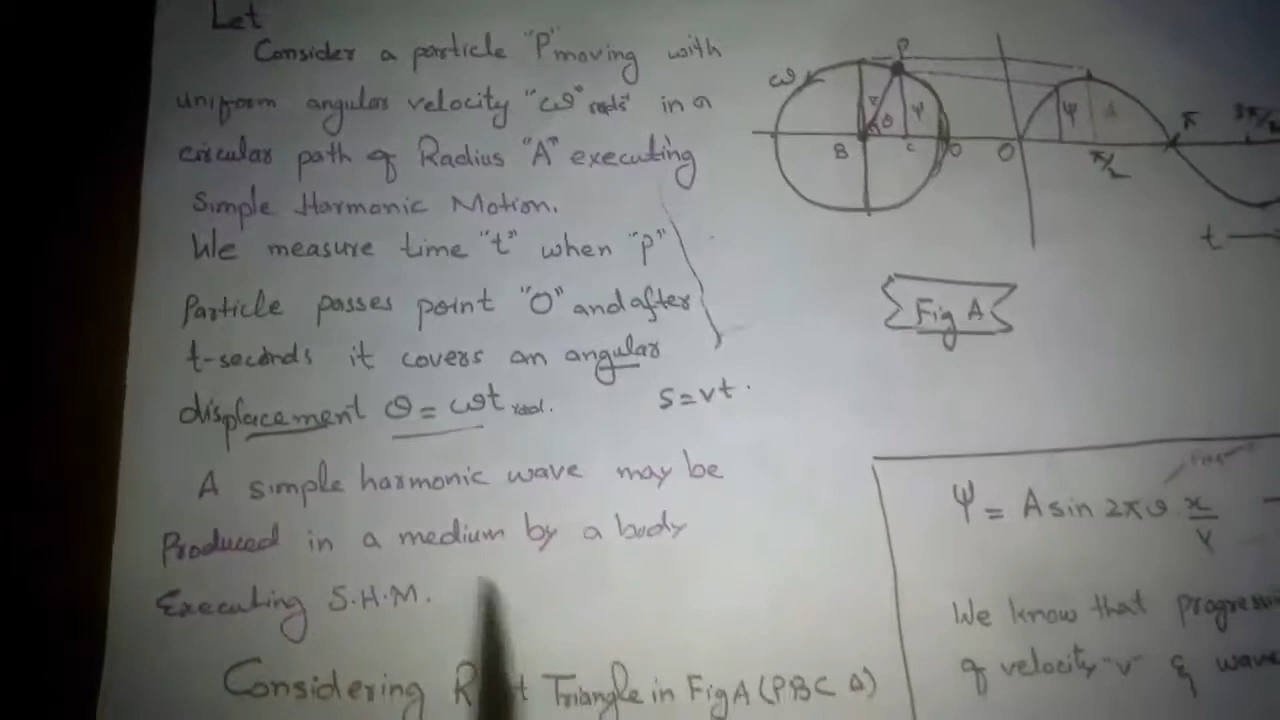 Let
Consider a particle "P" moving with
uniform angular velocity "ω" rads in a
circular path of Radius "A" executing
Simple Harmonic Motion.
We measure time "t" when "P"
Particle passes point "O" and after
t-seconds it covers an angular
displacement θ = ωt rad.
s = vt.
A simple harmonic wave may be
Produced in a medium by a body
Executing S.H.M.
Considering Triangle in Fig A (PBC Δ)
ω
P
θ
ψ
B
C
O
O
ψ
π/2
π
t
Fig A
ψ = A sin 2πν x/v
We know that
of velocity "v" &